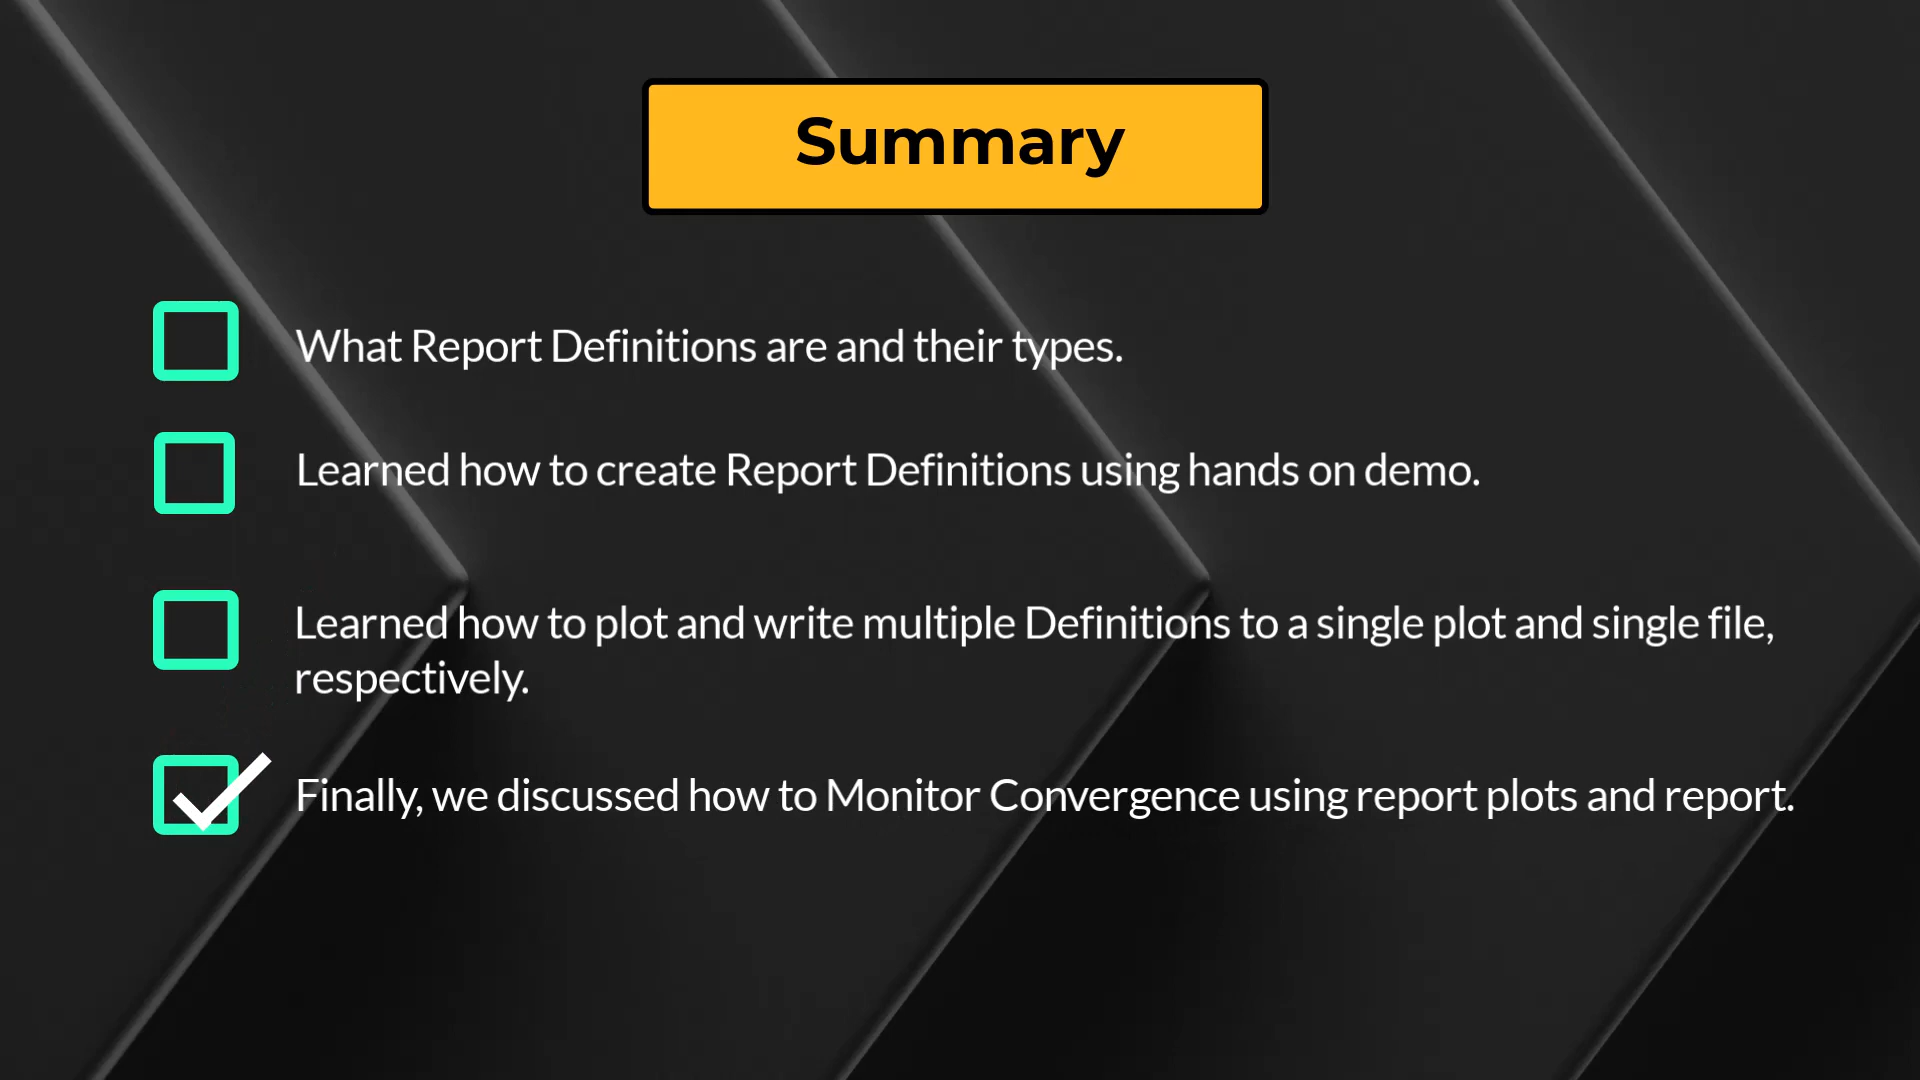 Summary
What Report Definitions are and their types.
Learned how to create Report Definitions using hands on demo.
Learned how to plot and write multiple Definitions to a single plot and single file,
respectively.
Finally, we discussed how to Monitor Convergence using report plots and report.